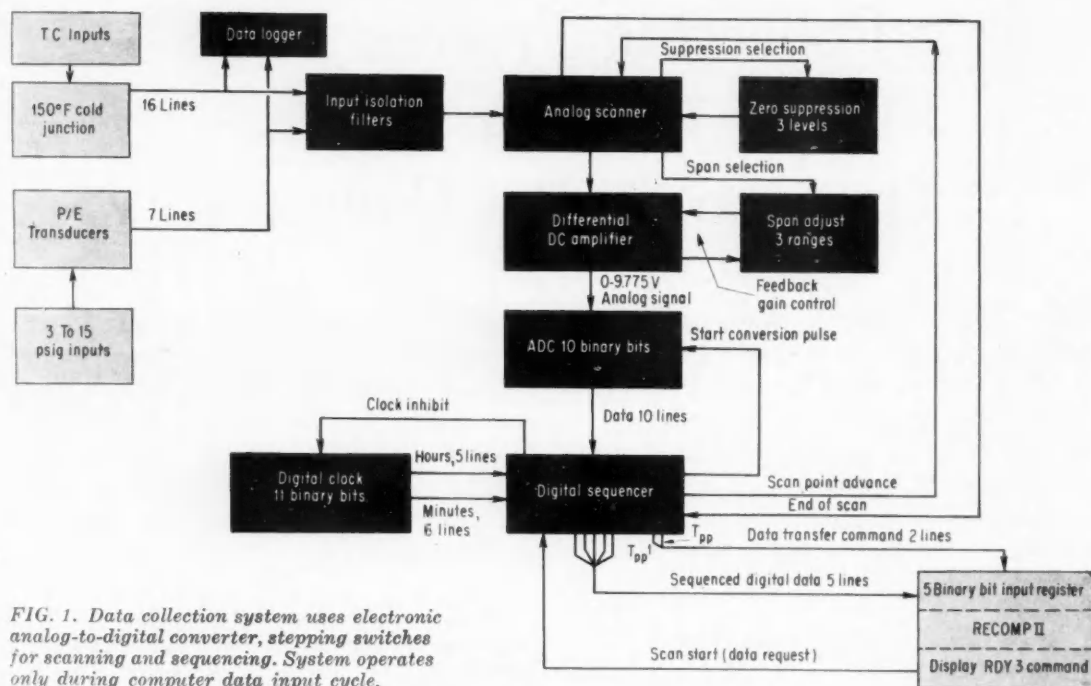 TC Inputs
Data logger
150°F cold
junction
16 Lines
Input isolation
filters
Analog scanner
Suppression selection
Zero suppression
3 levels
Span selection
P/E
Transducers
7 Lines
Differential
DC amplifier
Span adjust
3 ranges
Feedback
gain control
3 To 15
psig inputs
0-9.775 V
Analog signal
ADC 10 binary bits
Start conversion pulse
Data 10 lines
Clock inhibit
Digital clock
11 binary bits
Hours, 5 lines
Minutes,
6 lines
Digital sequencer
Scan point advance
End of scan
Tpp1
Tpp
Data transfer command 2 lines
Sequenced digital data 5 lines
5 Binary bit input register
RECOMP II
Display RDY 3 command
Scan start (data request)
FIG. 1. Data collection system uses electronic
analog-to-digital converter, stepping switches
for scanning and sequencing. System operates
only during computer data input cycle.